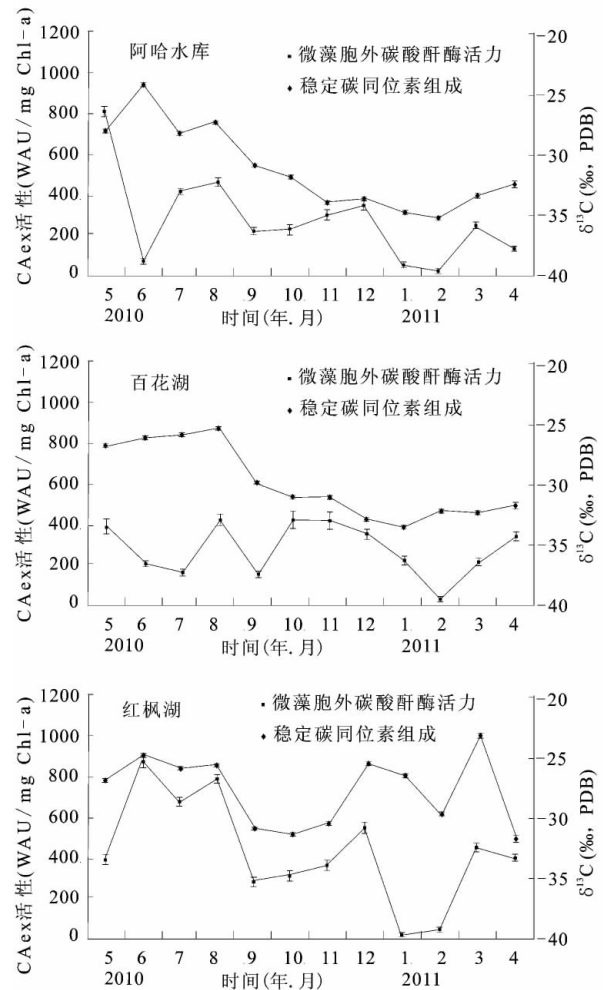 阿哈水库
微藻胞外碳酸酐酶活力
稳定碳同位素组成
CAex活性(WAU/mg Chl-a)
1200
1000
800
600
400
200
0
-20
-25
-30
-35
-40
δ¹³C(‰, PDB)
5 6 7 8 9 10 11 12 1 2 3 4
2010 时间(年.月) 2011
百花湖
微藻胞外碳酸酐酶活力
稳定碳同位素组成
CAex活性(WAU/mg Chl-a)
1200
1000
800
600
400
200
0
-20
-25
-30
-35
-40
δ¹³C(‰, PDB)
5 6 7 8 9 10 11 12 1 2 3 4
2010 时间(年.月) 2011
红枫湖
微藻胞外碳酸酐酶活力
稳定碳同位素组成
CAex活性(WAU/mg Chl-a)
1200
1000
800
600
400
200
0
-20
-25
-30
-35
-40
δ¹³C(‰, PDB)
5 6 7 8 9 10 11 12 1 2 3 4
2010 时间(年.月) 2011